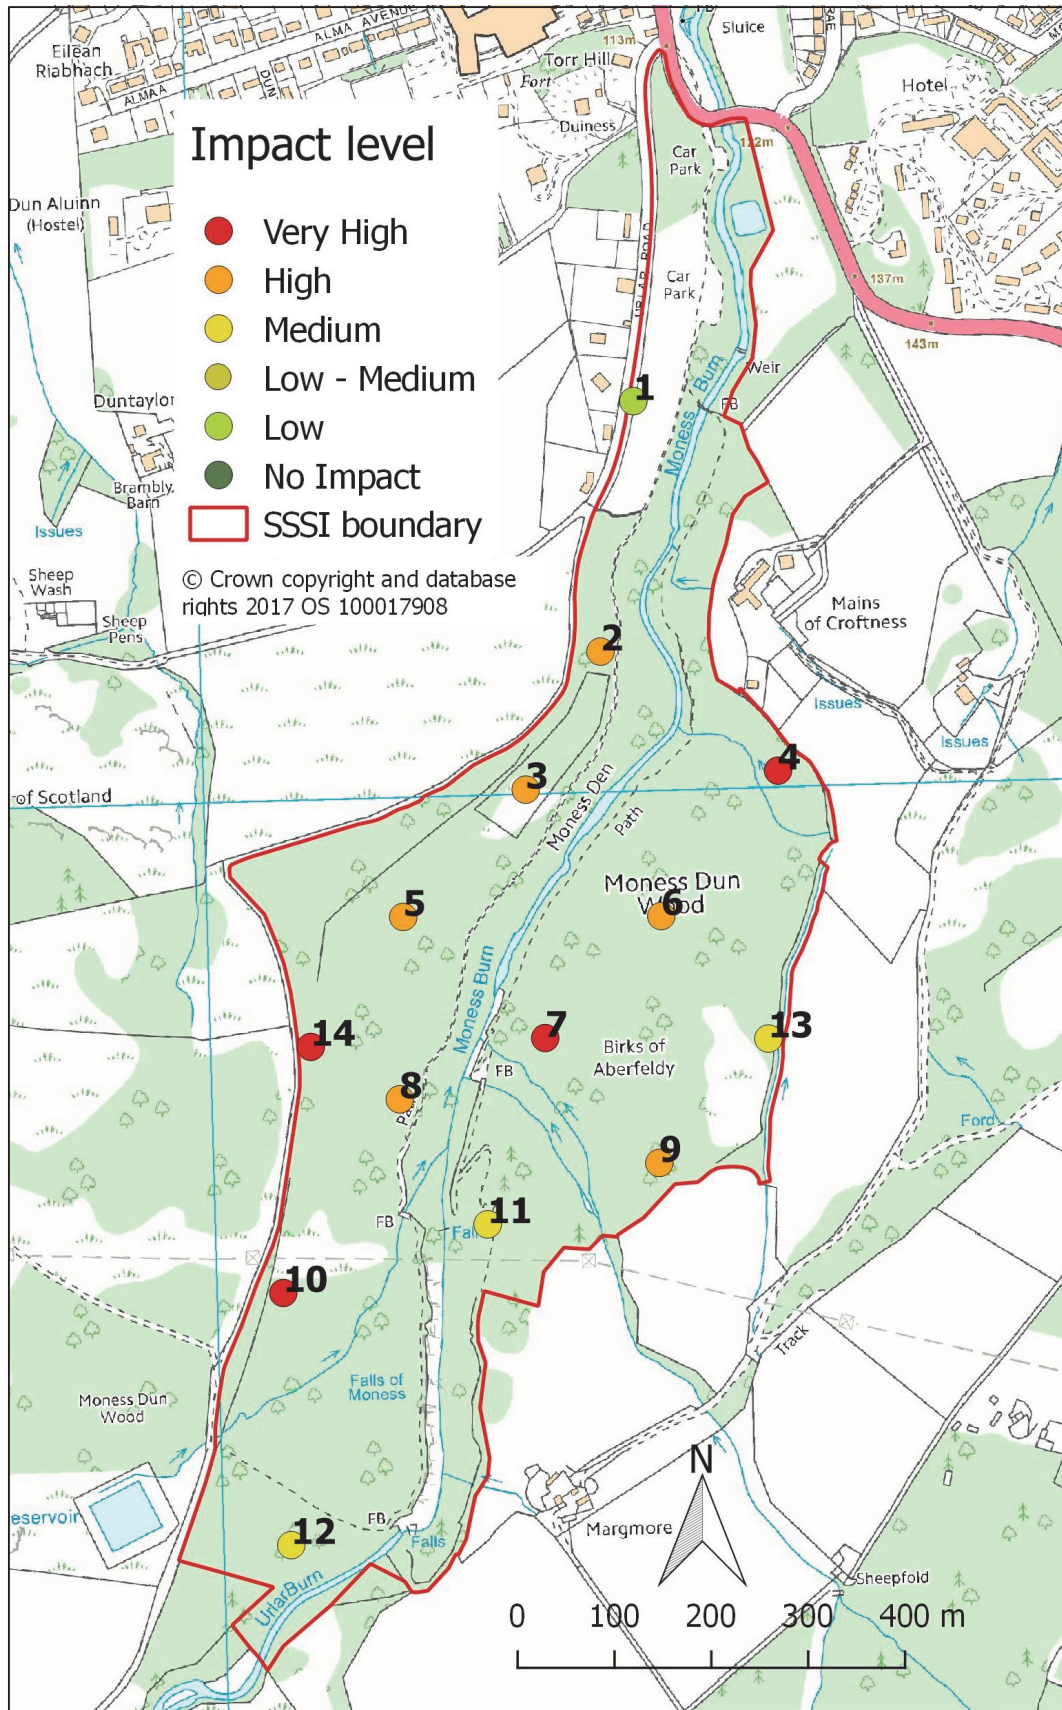 Sluice
Eilean
Riabhach
ALMA AVENUE
113m
Torr Hill
Fort
Hotel
ALMAA
DUN
Impact level
Duiness
122m
Car
Park
Dun Aluinn
(Hostel)
Very High
High
Car
Park
137m
Medium
143m
Low - Medium
Weir
1
FB
Duntaylor
Low
Moness Burn
No Impact
Brambly
Barn
SSSI boundary
Issues
© Crown copyright and database
rights 2017 OS 100017908
Sheep
Wash
Mains
of Croftness
Sheep
Pens
2
Issues
Issues
4
3
of Scotland
Moness Den
Path
Moness Dun
Wood
5
6
Moness Burn
14
7
13
Birks of
Aberfeldy
FB
8
Ford
9
11
FB
10
Track
Falls of
Moness
Moness Dun
Wood
N
eservoir
FB
Margmore
12
Falls
Sheepfold
Urlar Burn
0 100 200 300 400 m